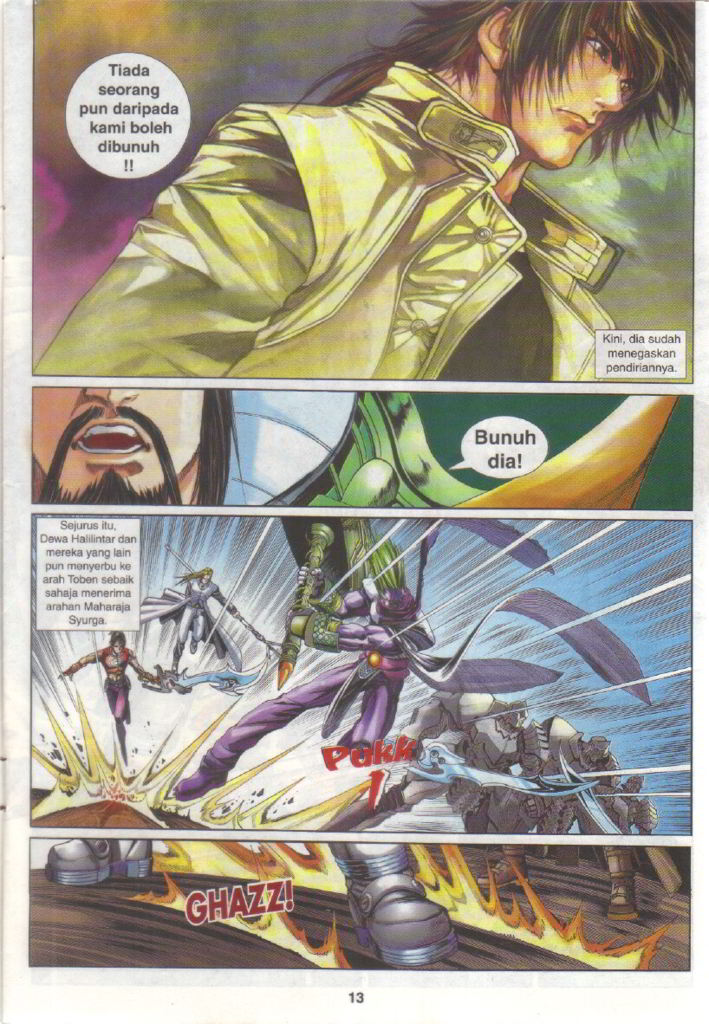 Tiada
seorang
pun daripada
kami boleh
dibunuh
!!
Kini, dia sudah
menegaskan
pendiriannya.
Bunuh
dia!
Sejurus itu,
Dewa Halilintar dan
mereka yang lain
pun menyerbu ke
arah Toben sebaik
sahaja menerima
arahan Maharaja
Syurga.
PUKK
!
GHAZZ!
13